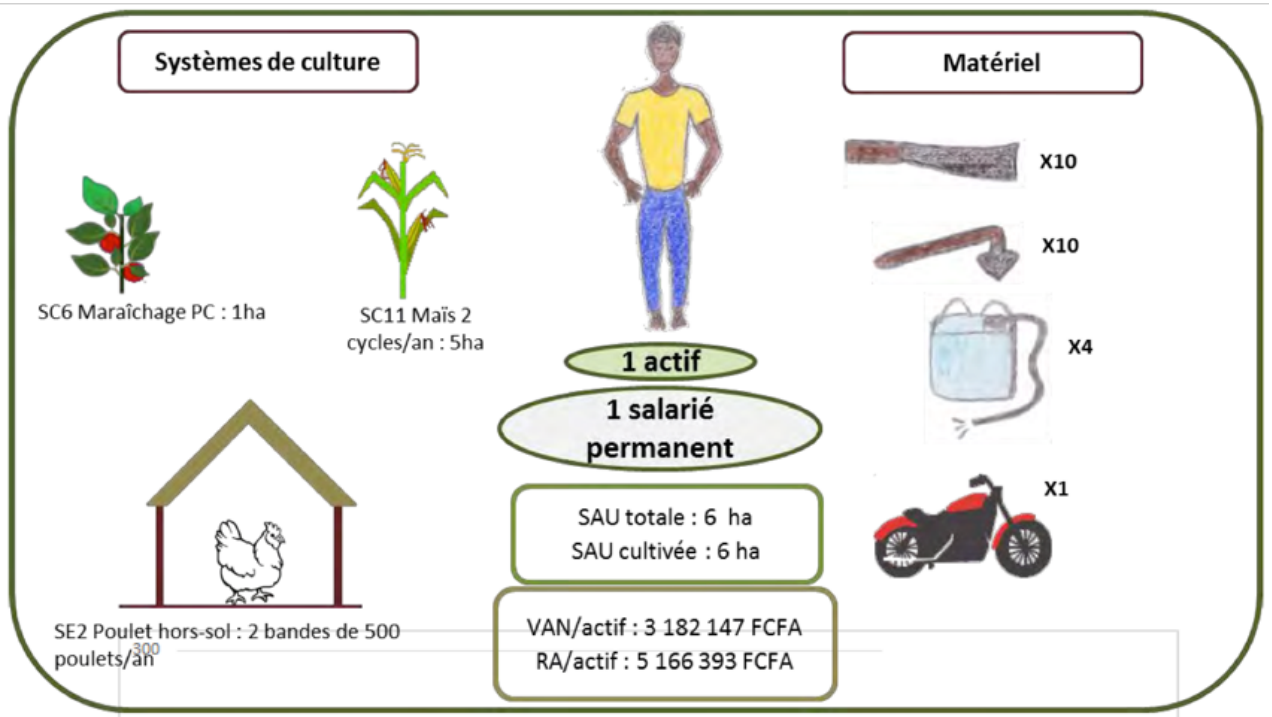 Systèmes de culture
SC6 Maraîchage PC : 1ha
SC11 Maïs 2
cycles/an : 5ha
SE2 Poulet hors-sol : 2 bandes de 500
poulets/an
300
1 actif
1 salarié
permanent
SAU totale : 6 ha
SAU cultivée : 6 ha
VAN/actif : 3 182 147 FCFA
RA/actif : 5 166 393 FCFA
Matériel
X10
X10
X4
X1